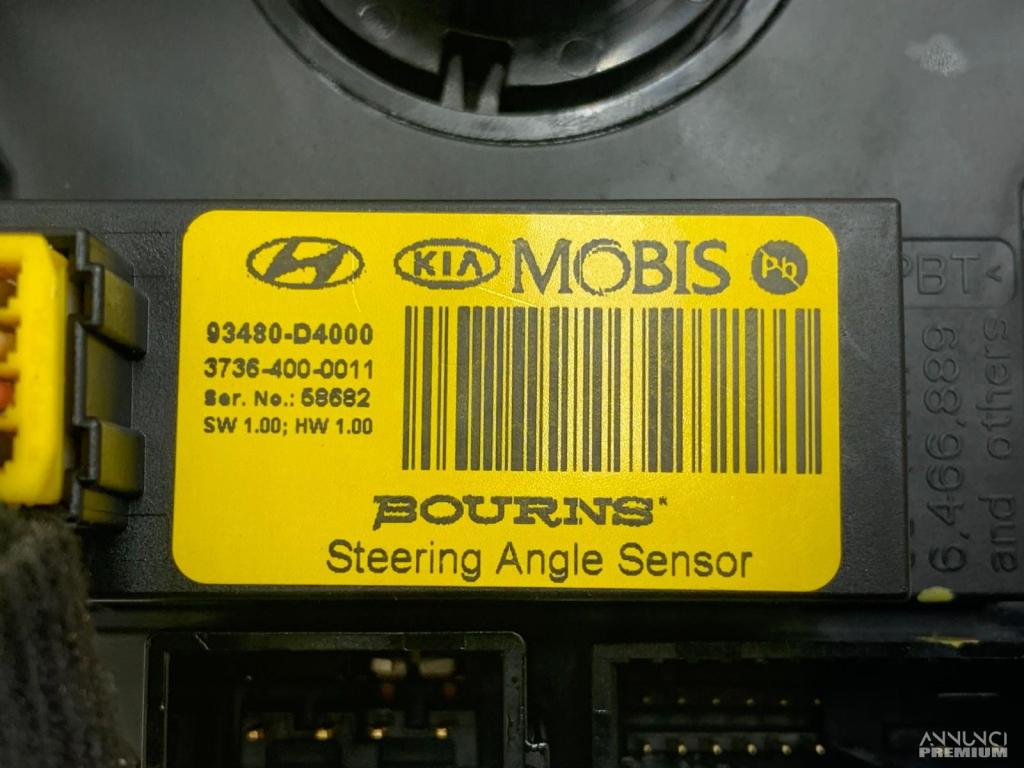 KIA MOBIS Pb
93480-D4000
3736-400-0011
Ser. No.: 58682
SW 1.00; HW 1.00
BOURNS
Steering Angle Sensor
PBT<
6,466,889
and others
ANNUNCI
PREMIUM